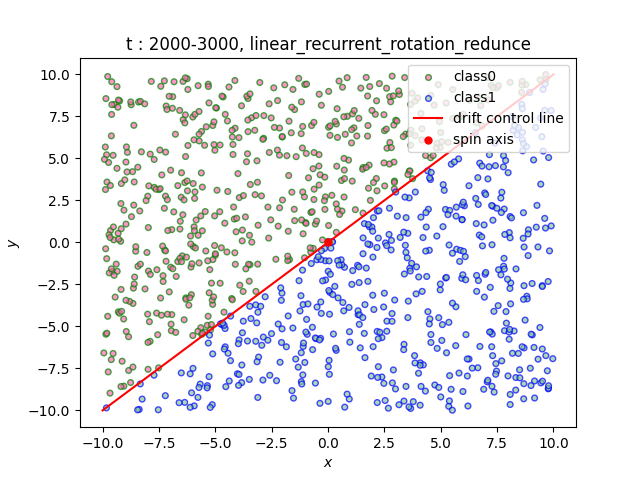 t : 2000-3000, linear_recurrent_rotation_redunce
class0
class1
drift control line
spin axis
10.0
7.5
5.0
2.5
0.0
−2.5
−5.0
−7.5
−10.0
y
−10.0 −7.5 −5.0 −2.5 0.0 2.5 5.0 7.5 10.0
x